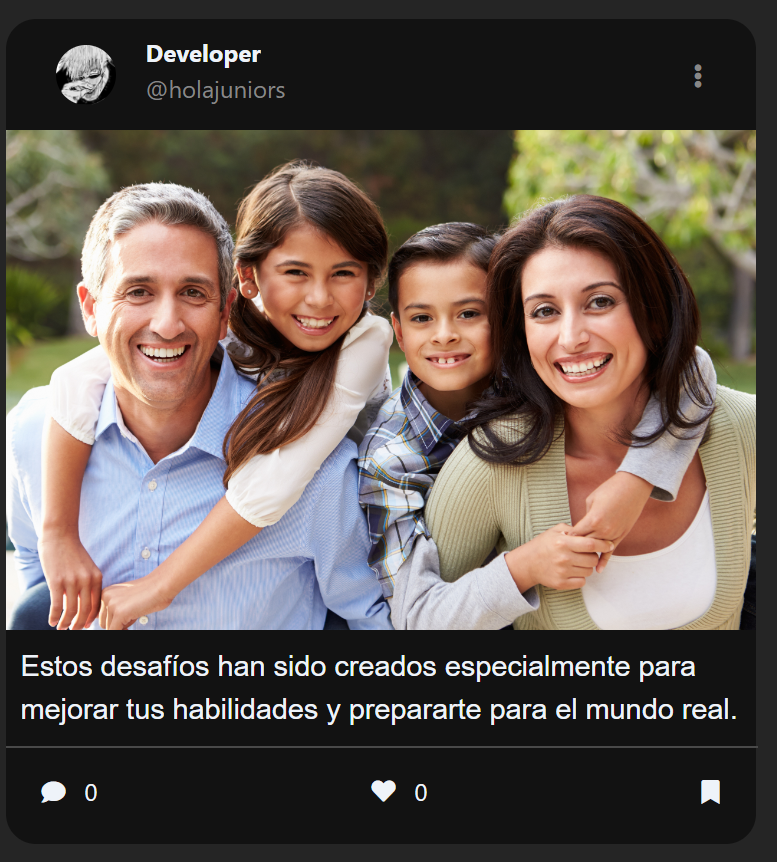 Developer
@holajuniors
Estos desafíos han sido creados especialmente para
mejorar tus habilidades y prepararte para el mundo real.
0
0